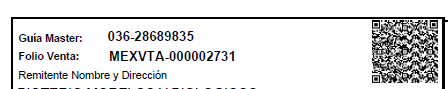 Guía Master: 036-28689835
Folio Venta: MEXVTA-000002731
Remitente Nombre y Dirección